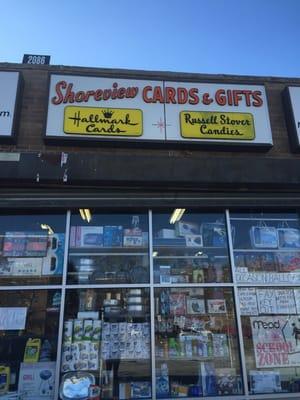 2086
Shoreview CARDS & GIFTS
Hallmark
Cards
Russell Stover
Candies
Mead
SCHOOL
ZONE